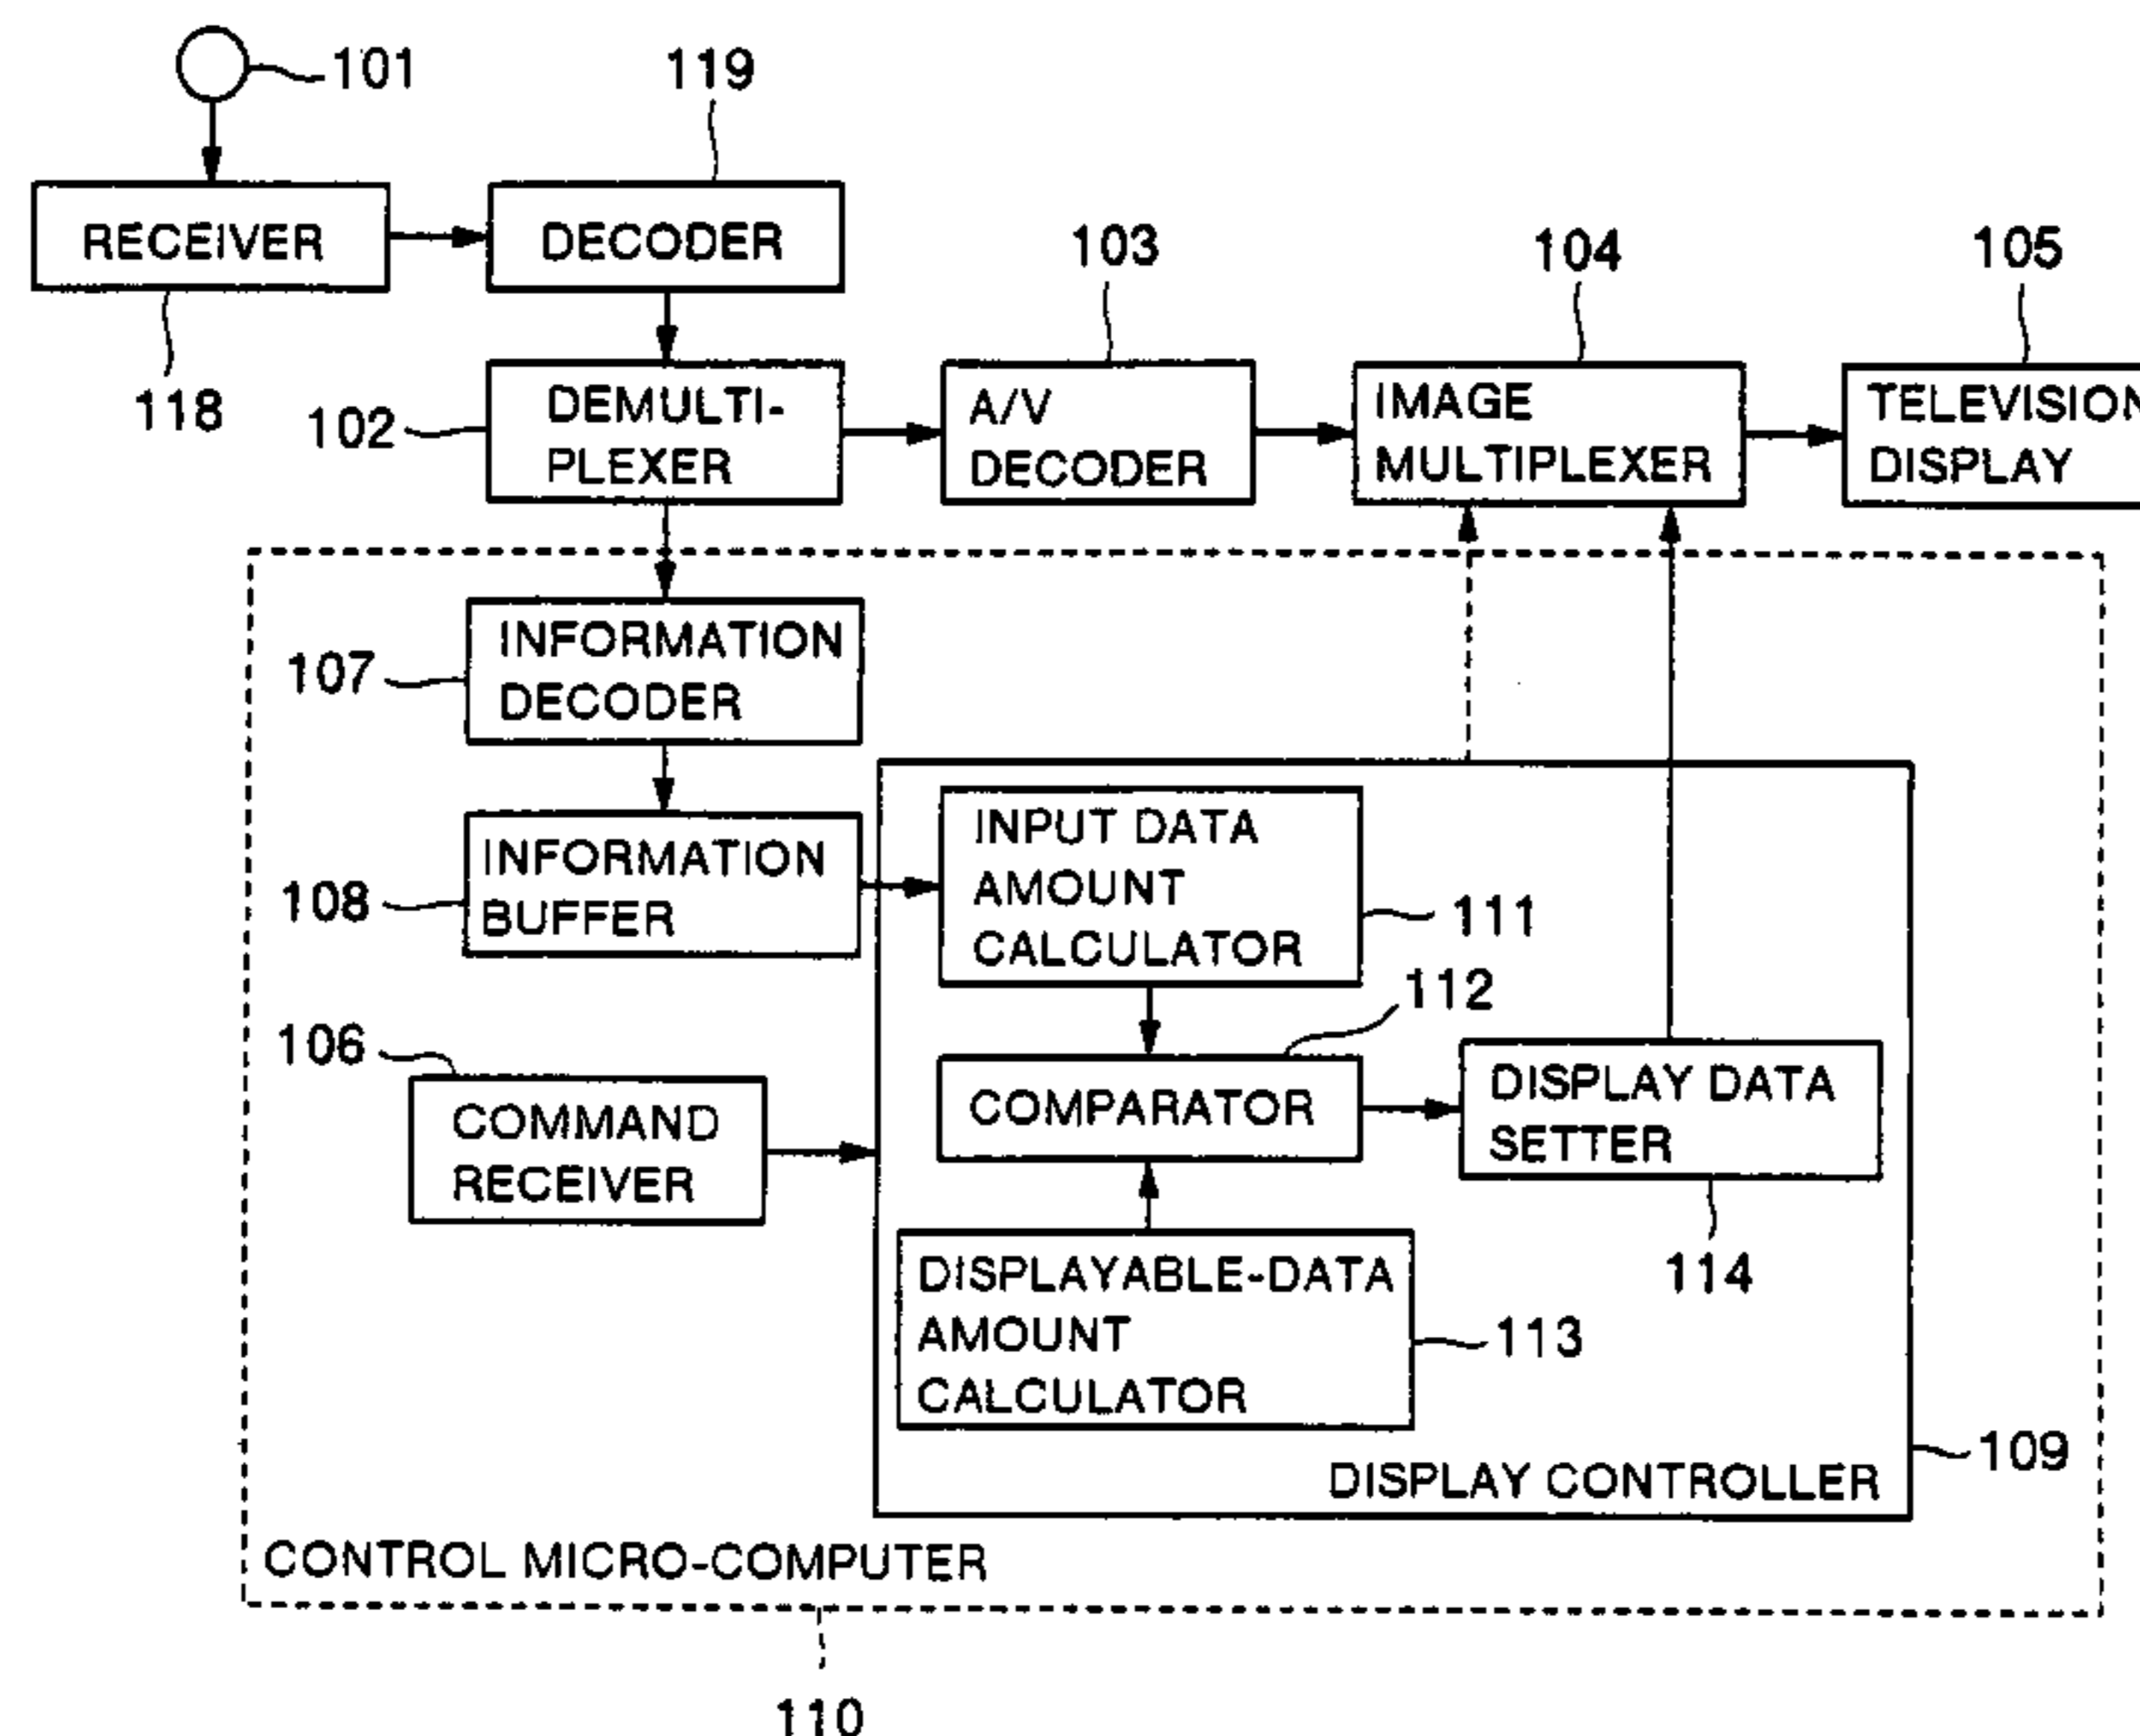 101
119
RECEIVER
DECODER
103
104
105
118
102
DEMULTI-
PLEXER
A/V
DECODER
IMAGE
MULTIPLEXER
TELEVISION
DISPLAY
107
INFORMATION
DECODER
108
INFORMATION
BUFFER
INPUT DATA
AMOUNT
CALCULATOR
111
112
106
COMMAND
RECEIVER
COMPARATOR
DISPLAY DATA
SETTER
114
DISPLAYABLE-DATA
AMOUNT
CALCULATOR
113
109
DISPLAY CONTROLLER
CONTROL MICRO-COMPUTER
110